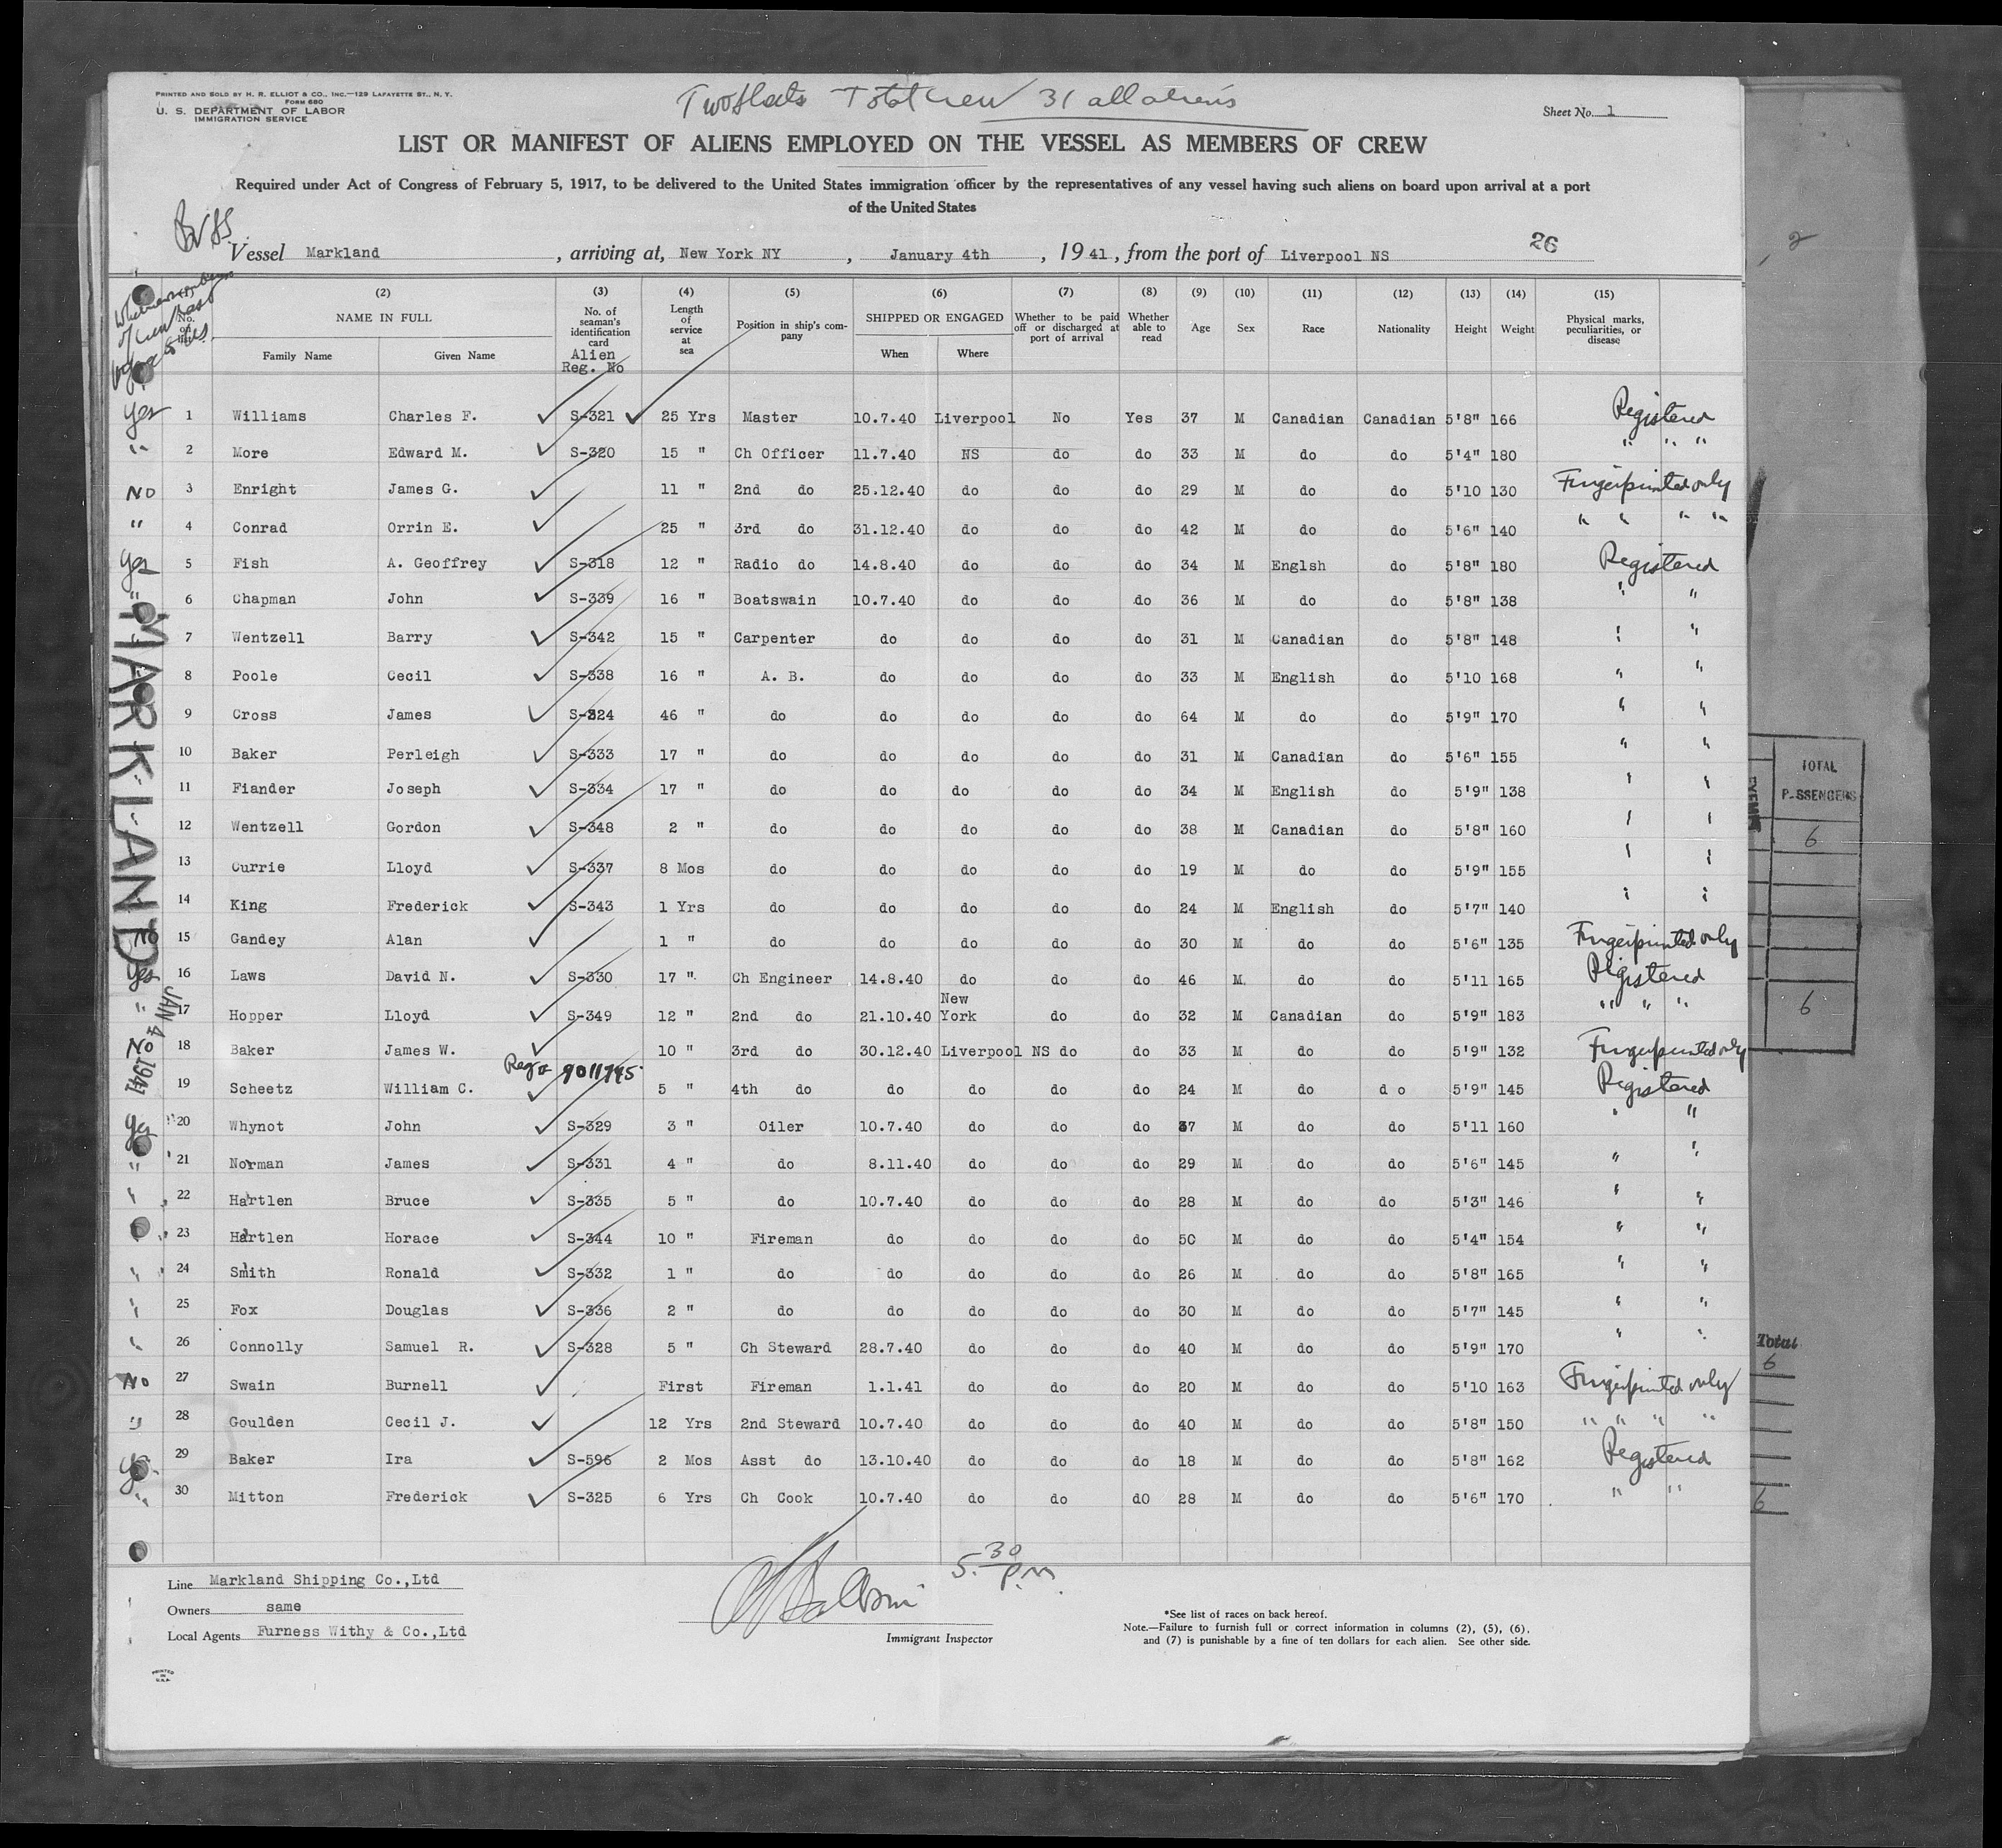 PRINTED AND SOLD BY H. R. ELLIOT & CO., INC.—129 LAFAYETTE ST., N. Y.
FORM 680
U. S. DEPARTMENT OF LABOR
IMMIGRATION SERVICE
Two sheets Total crew 31 all aliens
Sheet No. 1
LIST OR MANIFEST OF ALIENS EMPLOYED ON THE VESSEL AS MEMBERS OF CREW
Required under Act of Congress of February 5, 1917, to be delivered to the United States immigration officer by the representatives of any vessel having such aliens on board upon arrival at a port
of the United States
Br SS
26
Vessel Markland , arriving at, New York NY , January 4th , 19 41 , from the port of Liverpool NS
(2) (3) (4) (5) (6) (7) (8) (9) (10) (11) (12) (13) (14) (15)
No. on list NAME IN FULL Family Name Given Name No. of seaman's identification card Alien Reg. No Length of service at sea Position in ship's company SHIPPED OR ENGAGED When Where Whether to be paid off or discharged at port of arrival Whether able to read Age Sex Race Nationality Height Weight Physical marks, peculiarities, or disease
Yes 1 Williams Charles F. S-321 25 Yrs Master 10.7.40 Liverpool No Yes 37 M Canadian Canadian 5'8" 166 Registered
" 2 More Edward M. S-320 15 " Ch Officer 11.7.40 NS do do 33 M do do 5'4" 180 " " "
No 3 Enright James G. 11 " 2nd do 25.12.40 do do do 29 M do do 5'10 130 Fingerprinted only
" 4 Conrad Orrin E. 25 " 3rd do 31.12.40 do do do 42 M do do 5'6" 140 " " " "
Yes 5 Fish A. Geoffrey S-318 12 " Radio do 14.8.40 do do do 34 M Englsh do 5'8" 180 Registered
" 6 Chapman John S-339 16 " Boatswain 10.7.40 do do do 36 M do do 5'8" 138 " "
7 Wentzell Barry S-342 15 " Carpenter do do do do 31 M Canadian do 5'8" 148 " "
8 Poole Cecil S-338 16 " A. B. do do do do 33 M English do 5'10 168 " "
9 Cross James S-324 46 " do do do do do 64 M do do 5'9" 170 " "
10 Baker Perleigh S-333 17 " do do do do do 31 M Canadian do 5'6" 155 " "
11 Fiander Joseph S-334 17 " do do do do do 34 M English do 5'9" 138 " "
12 Wentzell Gordon S-348 2 " do do do do do 38 M Canadian do 5'8" 160 " "
13 Currie Lloyd S-337 8 Mos do do do do do 19 M do do 5'9" 155 " "
14 King Frederick S-343 1 Yrs do do do do do 24 M English do 5'7" 140 " "
No 15 Gandey Alan 1 " do do do do do 30 M do do 5'6" 135 Fingerprinted only
Yes 16 Laws David N. S-330 17 " Ch Engineer 14.8.40 do do do 46 M do do 5'11 165 Registered
" 17 Hopper Lloyd S-349 12 " 2nd do 21.10.40 New York do do 32 M Canadian do 5'9" 183 " " "
No 18 Baker James W. 10 " 3rd do 30.12.40 Liverpool NS do do 33 M do do 5'9" 132 Fingerprinted only
19 Scheetz William C. 9011745 5 " 4th do do do do do 24 M do d o 5'9" 145 Registered
Yes 20 Whynot John S-329 3 " Oiler 10.7.40 do do do 37 M do do 5'11 160 " "
" 21 Norman James S-331 4 " do 8.11.40 do do do 29 M do do 5'6" 145 " "
" 22 Hartlen Bruce S-335 5 " do 10.7.40 do do do 28 M do do 5'3" 146 " "
23 Hartlen Horace S-344 10 " Fireman do do do do 50 M do do 5'4" 154 " "
" 24 Smith Ronald S-332 1 " do do do do do 26 M do do 5'8" 165 " "
" 25 Fox Douglas S-336 2 " do do do do do 30 M do do 5'7" 145 " "
" 26 Connolly Samuel R. S-328 5 " Ch Steward 28.7.40 do do do 40 M do do 5'9" 170 " "
No 27 Swain Burnell First Fireman 1.1.41 do do do 20 M do do 5'10 163 Fingerprinted only
" 28 Goulden Cecil J. 12 Yrs 2nd Steward 10.7.40 do do do 40 M do do 5'8" 150 " " " "
Yes 29 Baker Ira S-596 2 Mos Asst do 13.10.40 do do do 18 M do do 5'8" 162 Registered
" 30 Mitton Frederick S-325 6 Yrs Ch Cook 10.7.40 do do dO 28 M do do 5'6" 170 " "
MARKLAND
JAN 4 1941
5.30 P.M.
Line Markland Shipping Co.,Ltd
Owners same
Local Agents Furness Withy & Co.,Ltd
Immigrant Inspector
*See list of races on back hereof.
Note.—Failure to furnish full or correct information in columns (2), (5), (6),
and (7) is punishable by a fine of ten dollars for each alien. See other side.
PRINTED
IN
U.S.A.
2
TOTAL
P-SSENGERS
6
6
Total
6
6